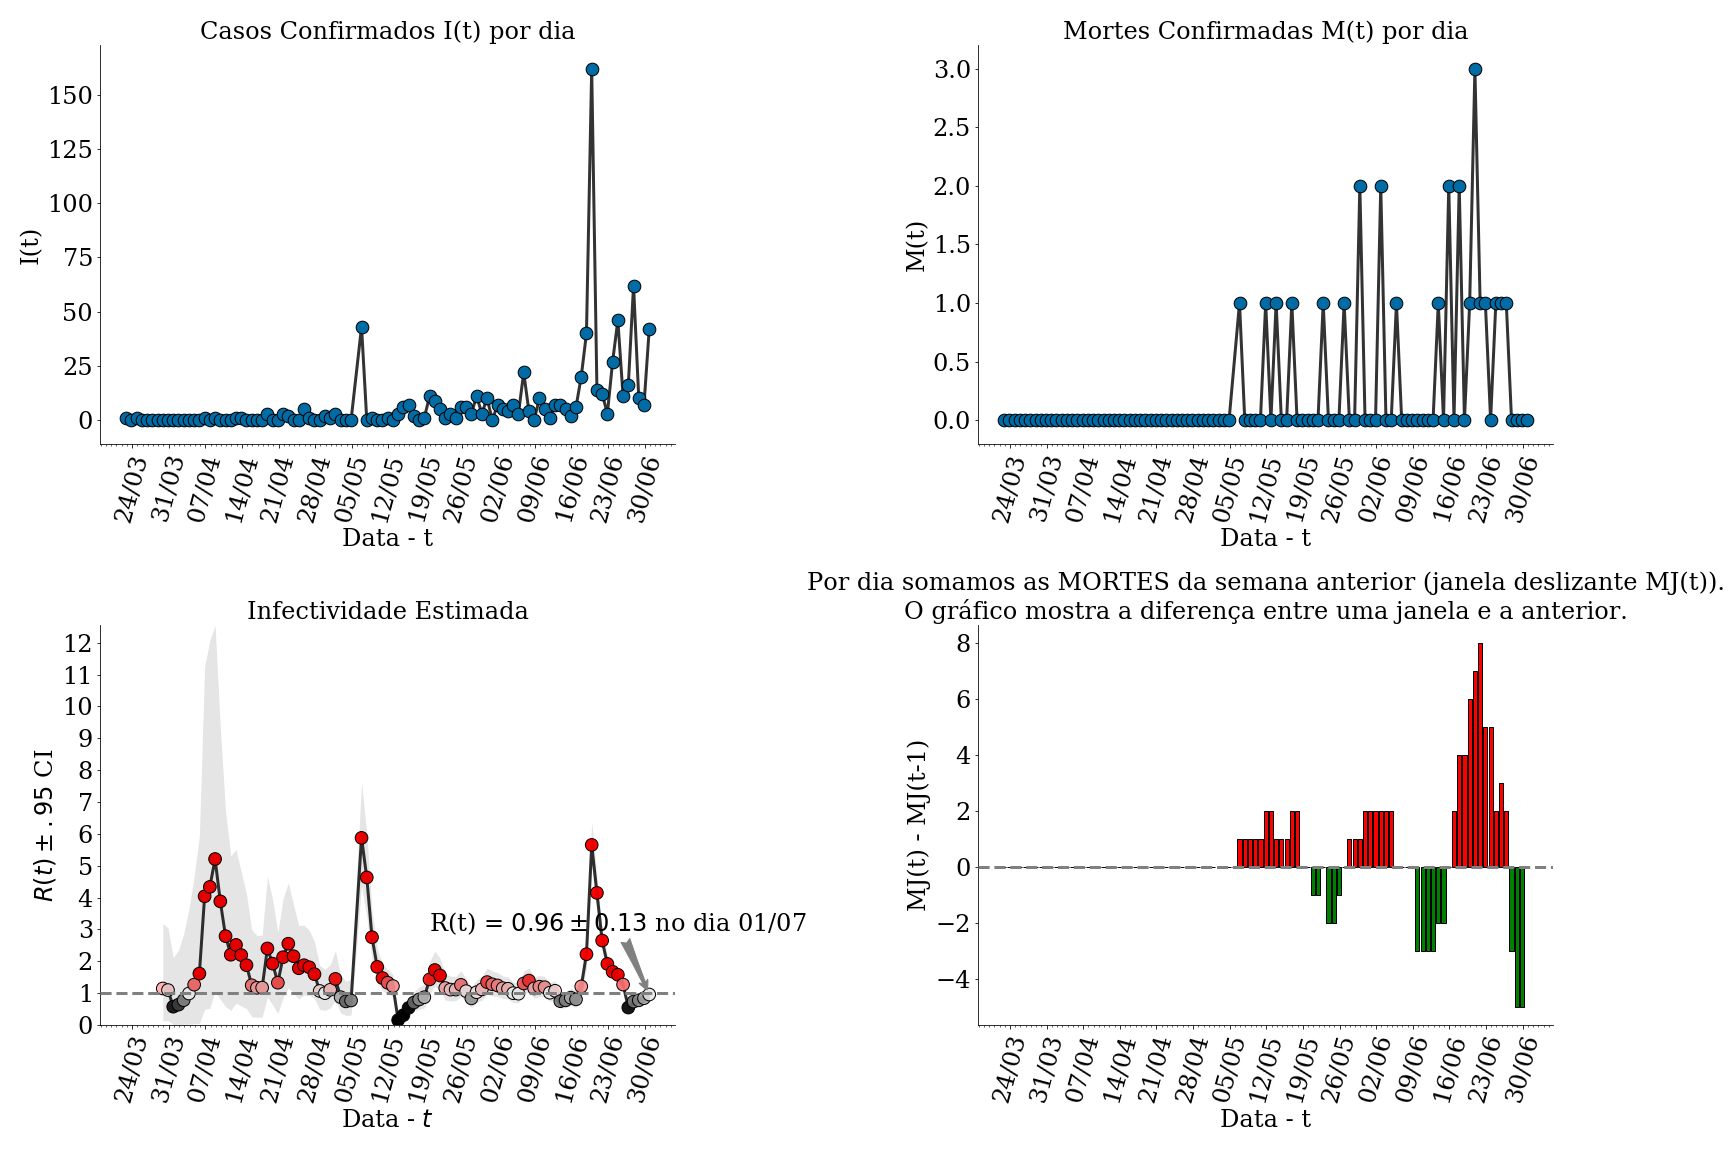 Casos Confirmados I(t) por dia
I(t)
150
125
100
75
50
25
0
24/03 31/03 07/04 14/04 21/04 28/04 05/05 12/05 19/05 26/05 02/06 09/06 16/06 23/06 30/06
Data - t
Mortes Confirmadas M(t) por dia
M(t)
3.0
2.5
2.0
1.5
1.0
0.5
0.0
24/03 31/03 07/04 14/04 21/04 28/04 05/05 12/05 19/05 26/05 02/06 09/06 16/06 23/06 30/06
Data - t
Infectividade Estimada
R(t) ± .95 CI
12
11
10
9
8
7
6
5
4
3
2
1
0
R(t) = 0.96 ± 0.13 no dia 01/07
24/03 31/03 07/04 14/04 21/04 28/04 05/05 12/05 19/05 26/05 02/06 09/06 16/06 23/06 30/06
Data - t
Por dia somamos as MORTES da semana anterior (janela deslizante MJ(t)).
O gráfico mostra a diferença entre uma janela e a anterior.
MJ(t) - MJ(t-1)
8
6
4
2
0
−2
−4
24/03 31/03 07/04 14/04 21/04 28/04 05/05 12/05 19/05 26/05 02/06 09/06 16/06 23/06 30/06
Data - t